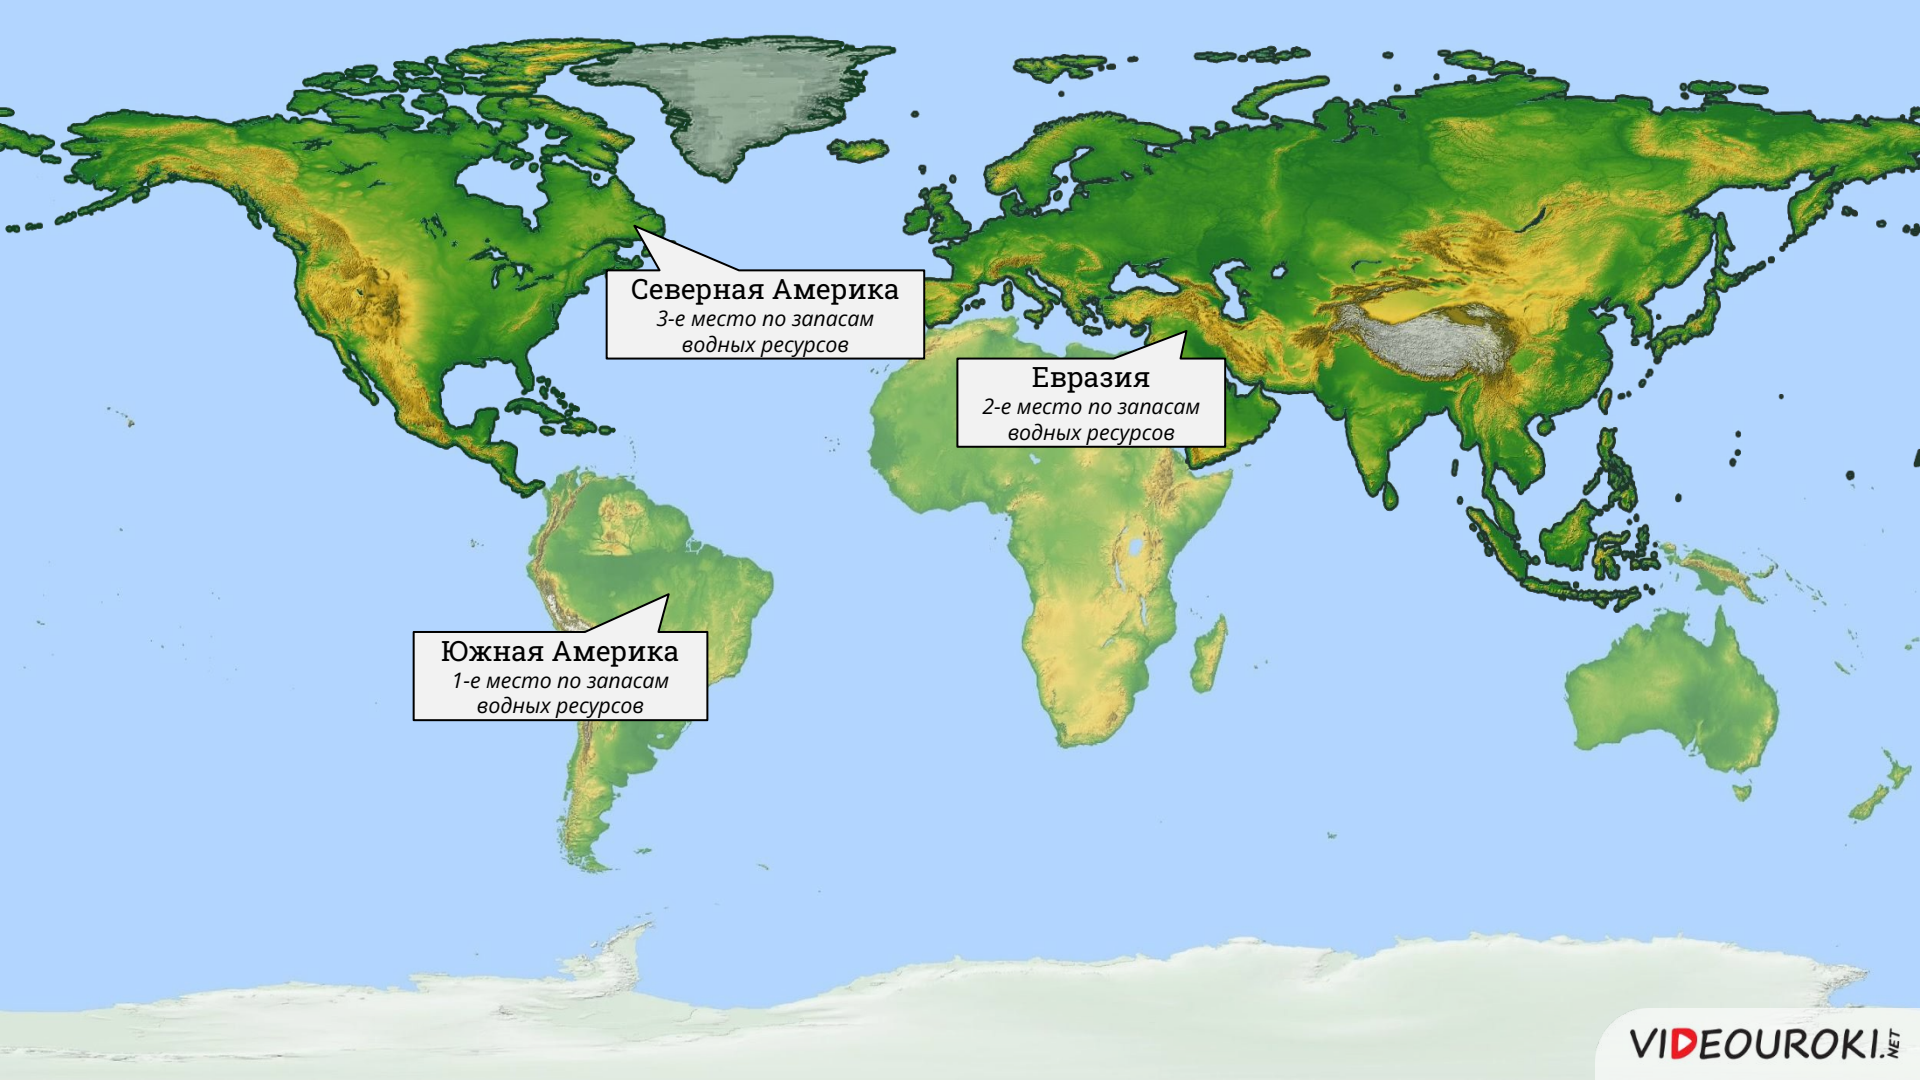 Северная Америка
3-е место по запасам
водных ресурсов
Евразия
2-е место по запасам
водных ресурсов
Южная Америка
1-е место по запасам
водных ресурсов
VIDEOUROKI.NET